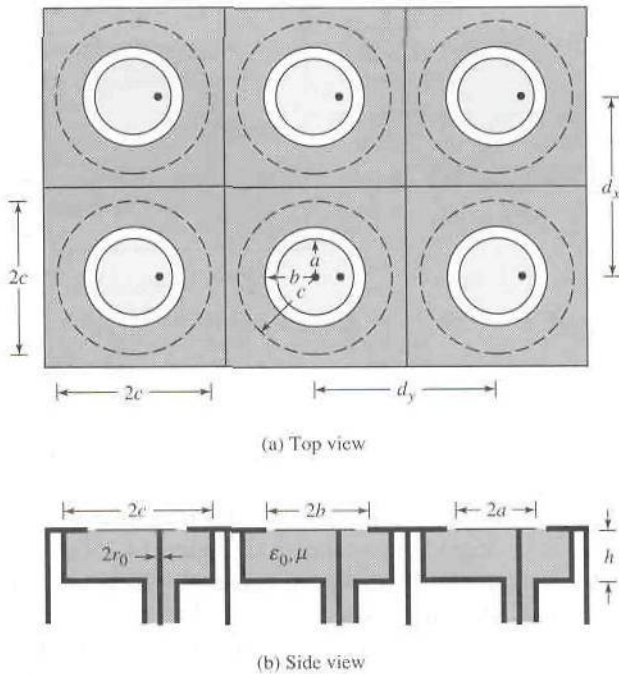 d_x
a
b
c
2c
2c
d_y
(a) Top view
2c
2b
2a
2r_0
ε_0, μ
h
(b) Side view